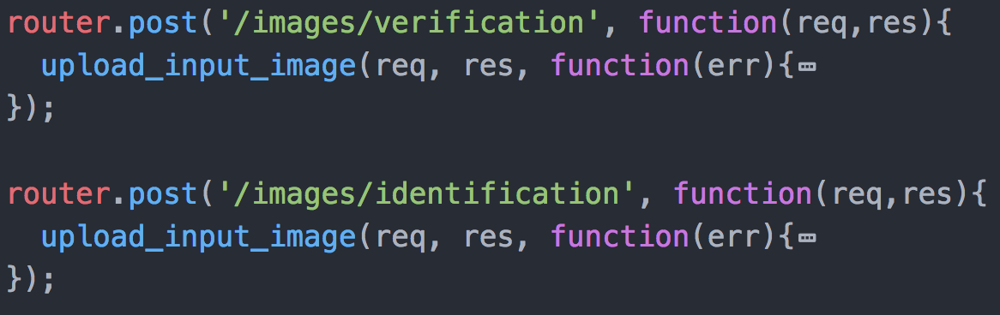 router.post('/images/verification', function(req,res){
  upload_input_image(req, res, function(err){⋯
});

router.post('/images/identification', function(req,res){
  upload_input_image(req, res, function(err){⋯
});